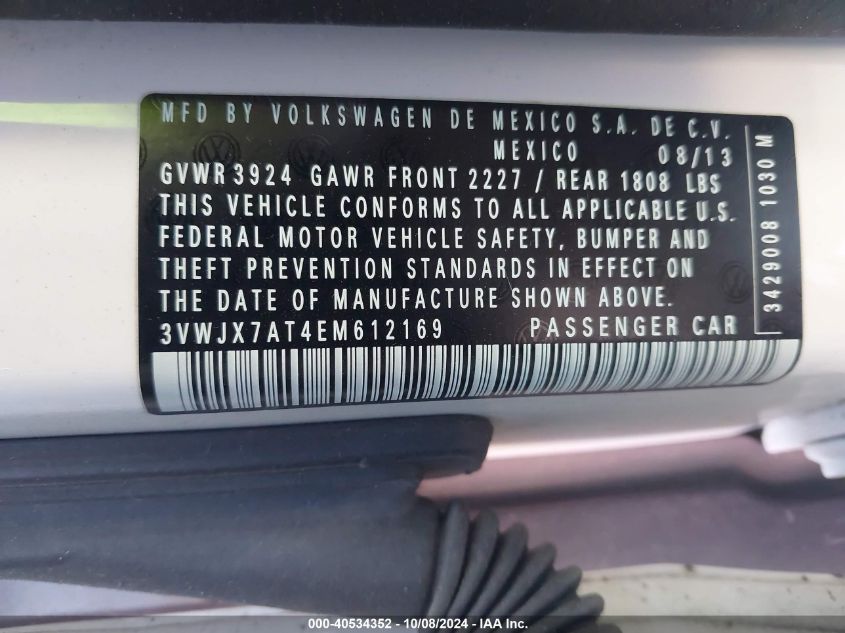 MFD BY VOLKSWAGEN DE MEXICO S.A. DE C.V.
MEXICO 08/13
GVWR 3924 GAWR FRONT 2227 / REAR 1808 LBS
THIS VEHICLE CONFORMS TO ALL APPLICABLE U.S.
FEDERAL MOTOR VEHICLE SAFETY, BUMPER AND
THEFT PREVENTION STANDARDS IN EFFECT ON
THE DATE OF MANUFACTURE SHOWN ABOVE.
3VWJX7AT4EM612169 PASSENGER CAR
3429008 1030 M
000-40534352 - 10/08/2024 - IAA Inc.